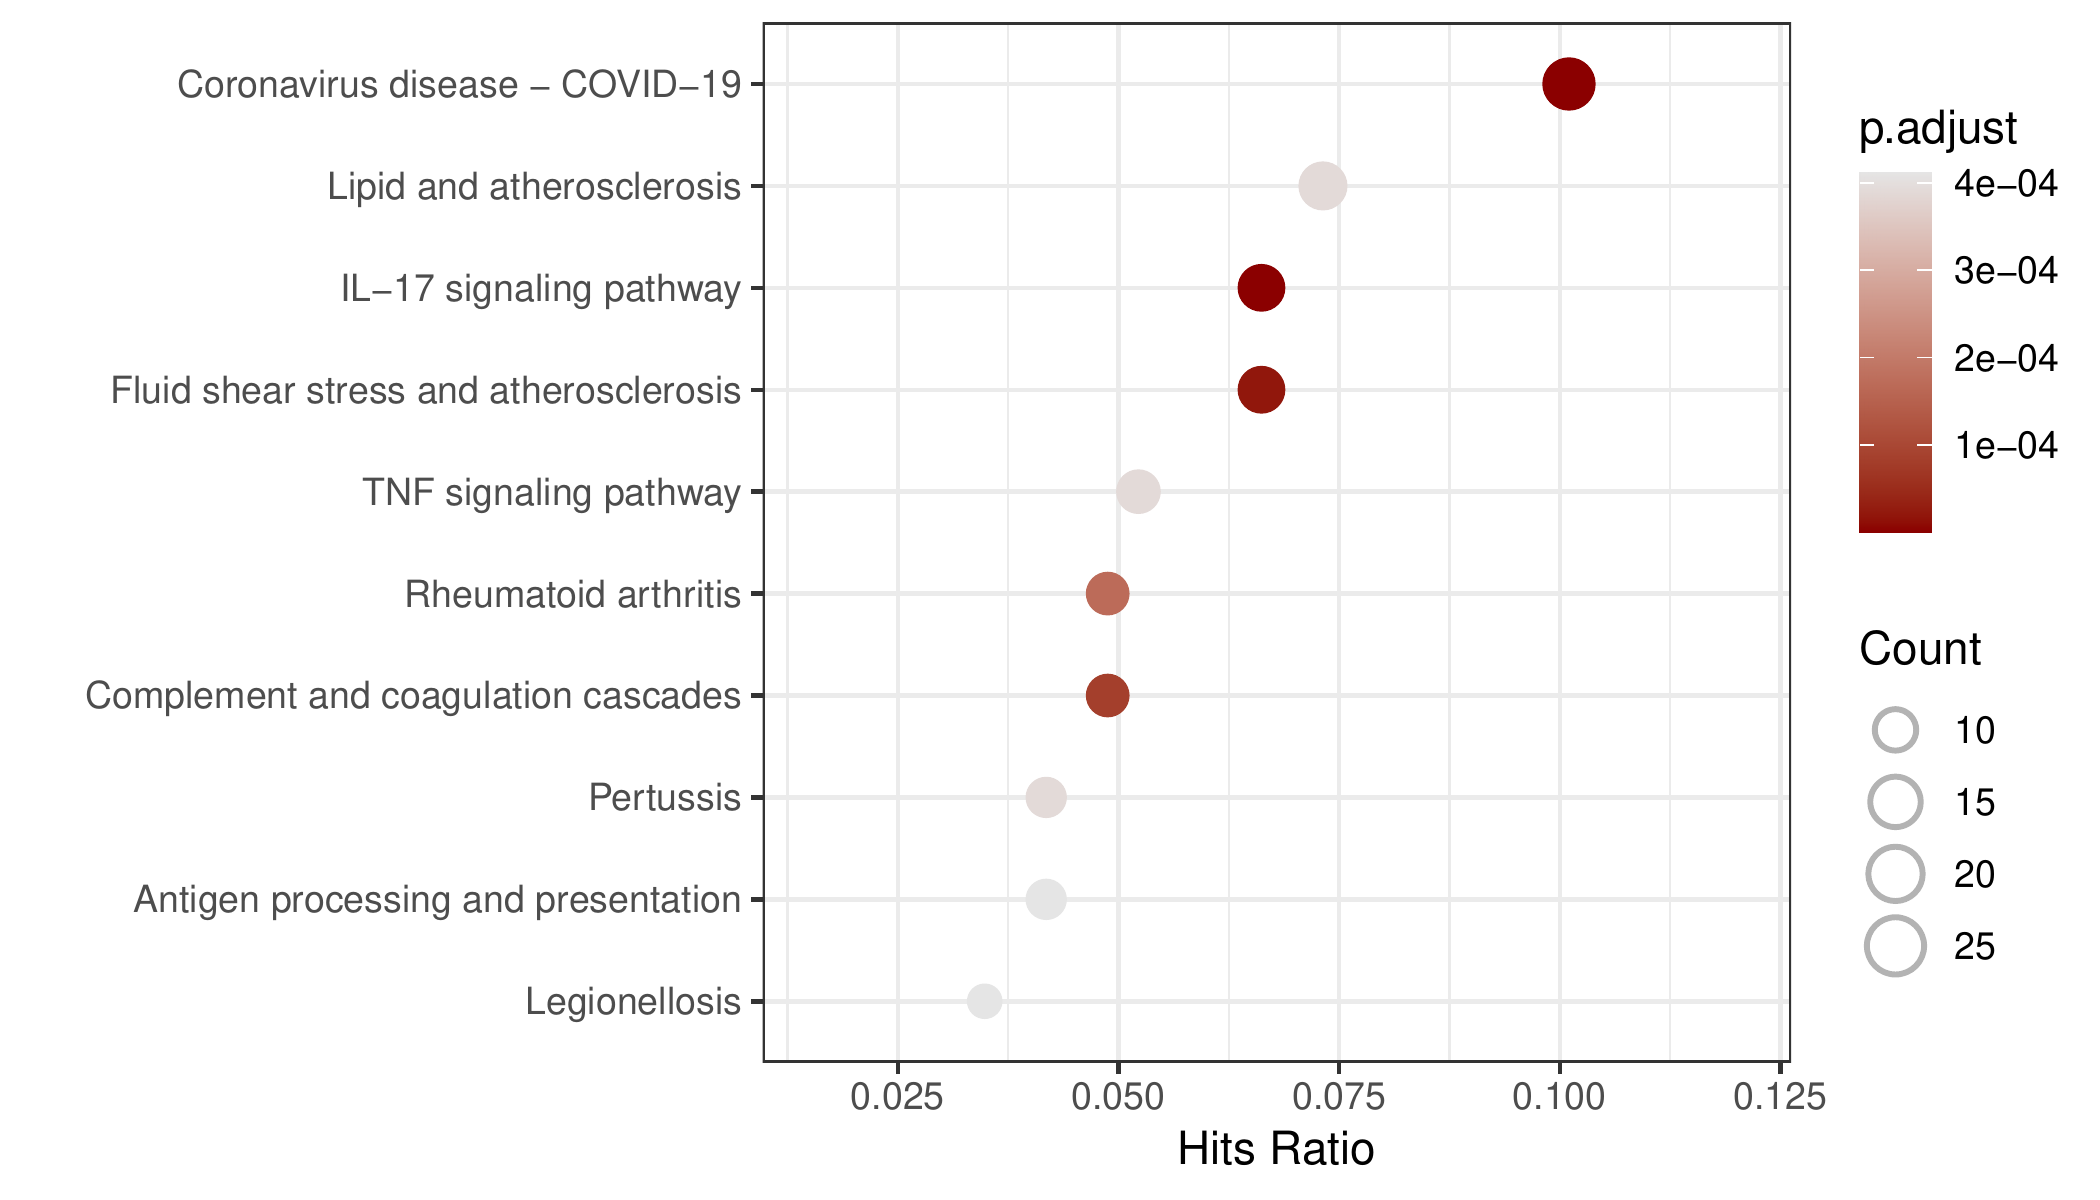 Coronavirus disease − COVID−19
Lipid and atherosclerosis
IL−17 signaling pathway
Fluid shear stress and atherosclerosis
TNF signaling pathway
Rheumatoid arthritis
Complement and coagulation cascades
Pertussis
Antigen processing and presentation
Legionellosis
0.025 0.050 0.075 0.100 0.125
Hits Ratio
p.adjust
4e−04
3e−04
2e−04
1e−04
Count
10
15
20
25